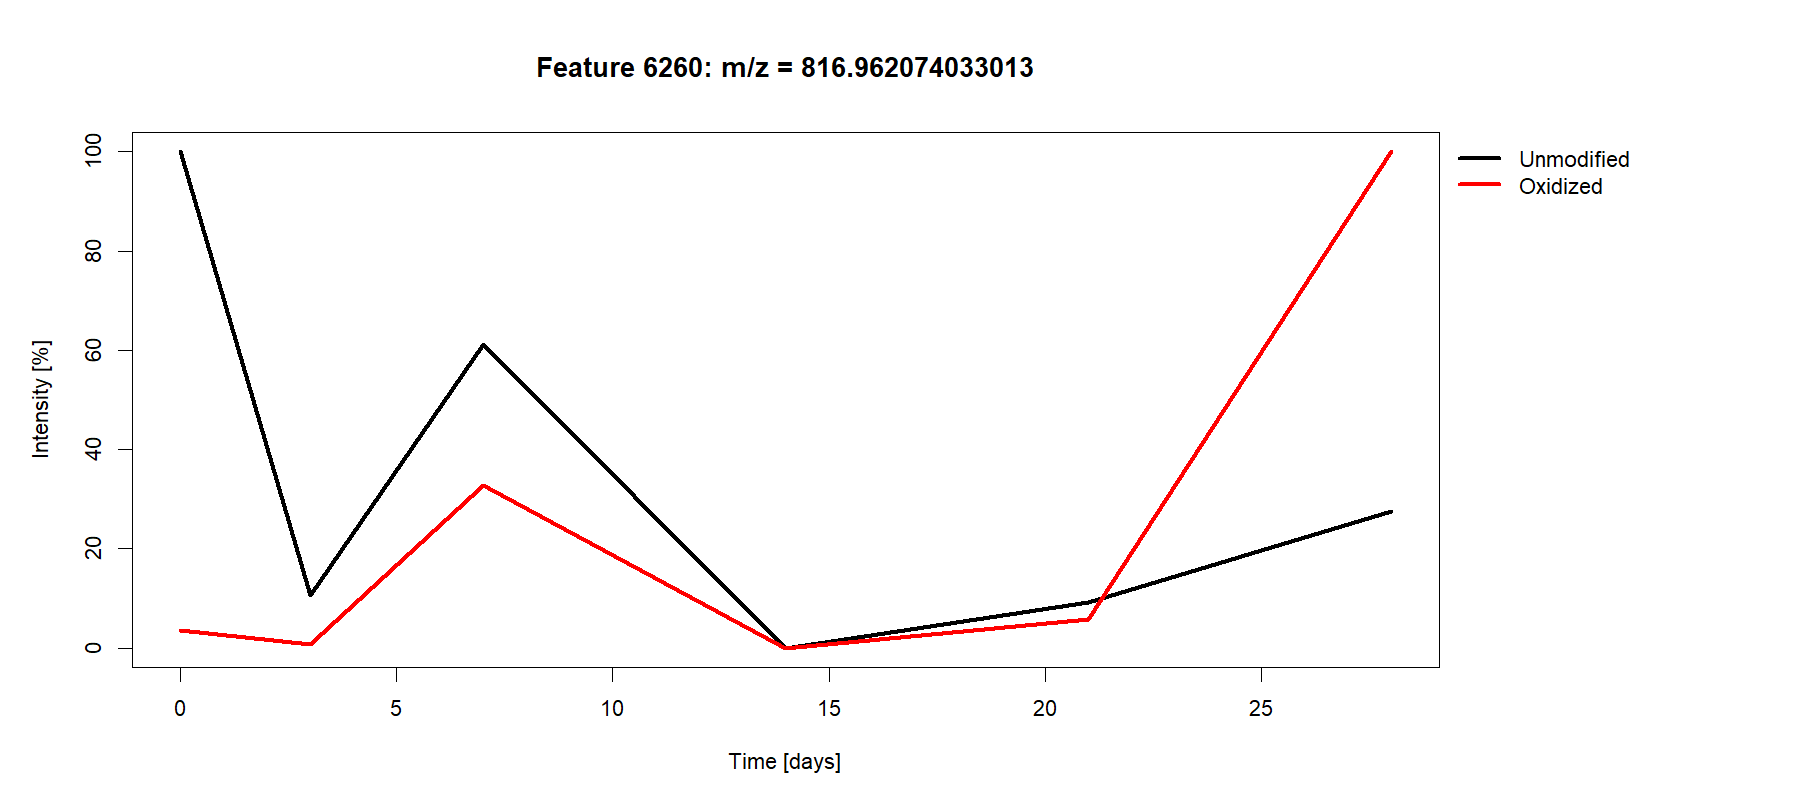 Feature 6260: m/z = 816.962074033013
Unmodified
Oxidized
Intensity [%]
100
80
60
40
20
0
0 5 10 15 20 25
Time [days]